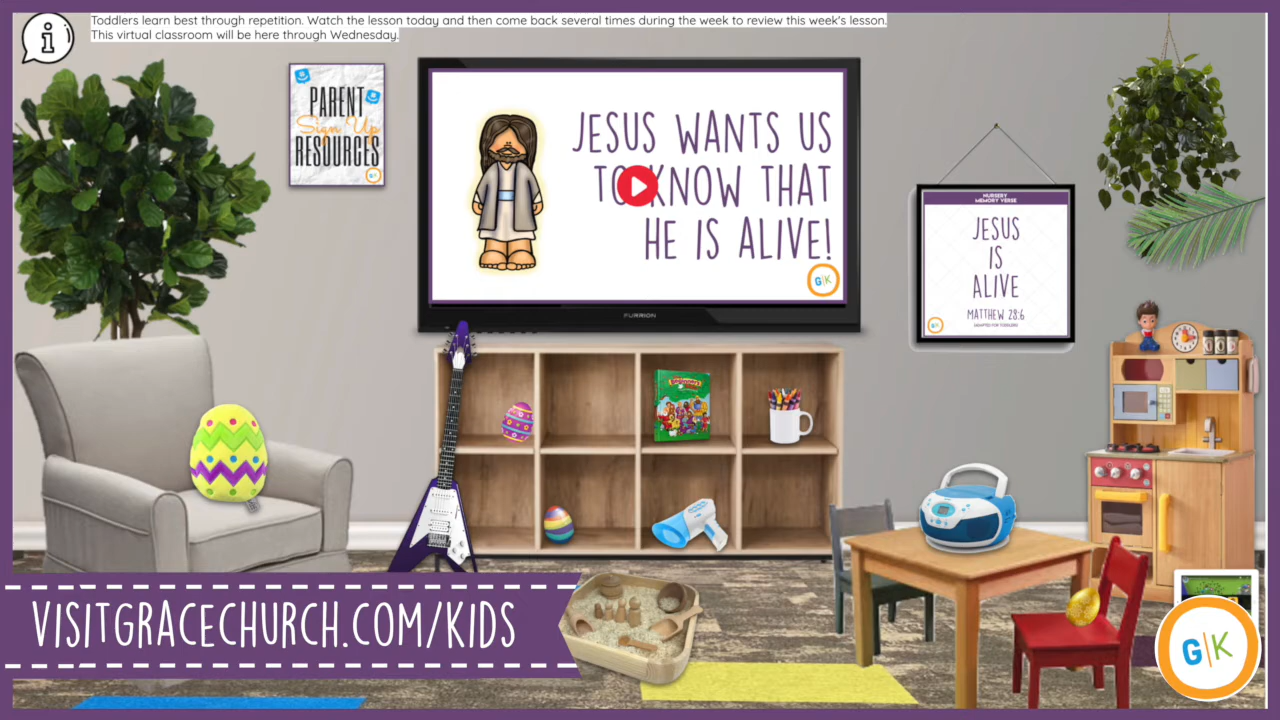 Toddlers learn best through repetition. Watch the lesson today and then come back several times during the week to review this week's lesson.
This virtual classroom will be here through Wednesday.
PARENT
Sign Up
RESOURCES
JESUS WANTS US
TO KNOW THAT
HE IS ALIVE!
G|K
FURRION
NURSERY
MEMORY VERSE
JESUS
IS
ALIVE
MATTHEW 28:6
VISITGRACECHURCH.COM/KIDS
G|K